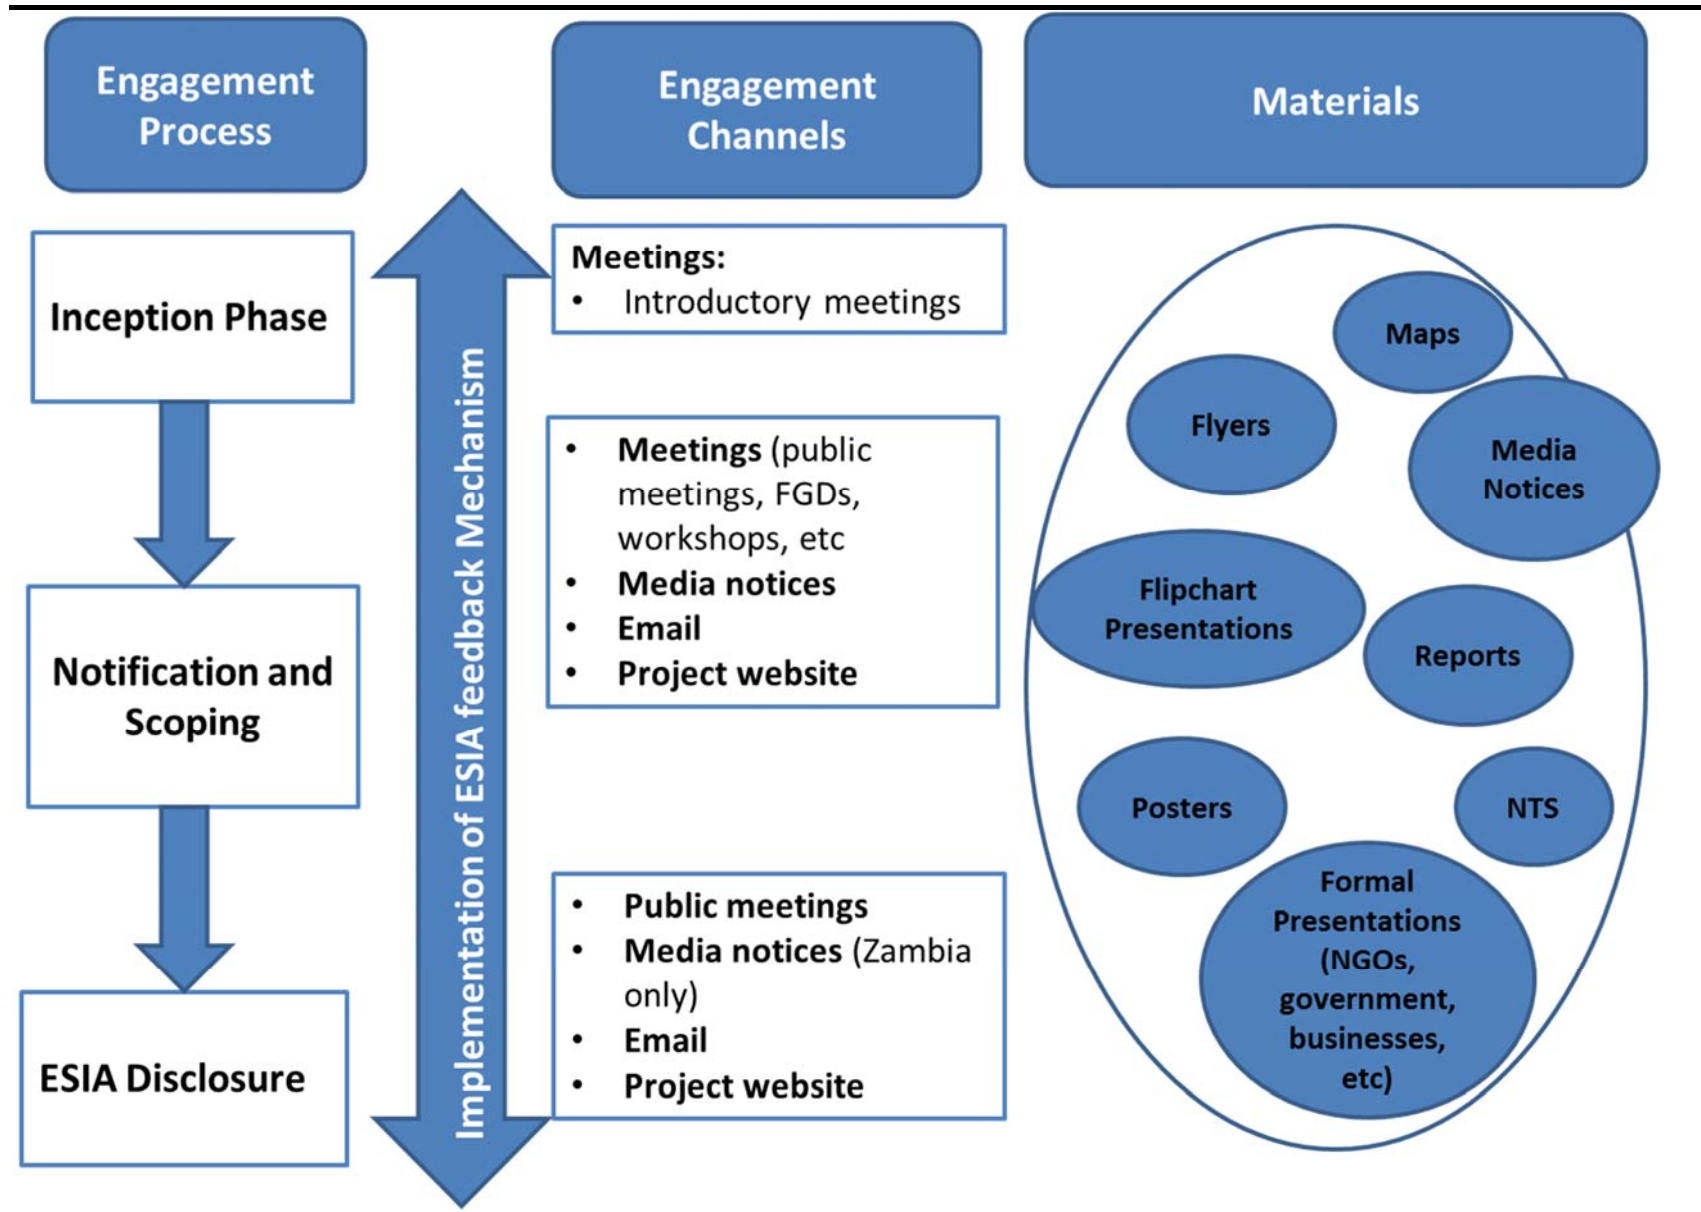 Engagement
Process
Engagement
Channels
Materials
Inception Phase
Notification and
Scoping
ESIA Disclosure
Implementation of ESIA feedback Mechanism
Meetings:
• Introductory meetings
• Meetings (public
meetings, FGDs,
workshops, etc
• Media notices
• Email
• Project website
• Public meetings
• Media notices (Zambia
only)
• Email
• Project website
Maps
Flyers
Media
Notices
Flipchart
Presentations
Reports
Posters
NTS
Formal
Presentations
(NGOs,
government,
businesses,
etc)